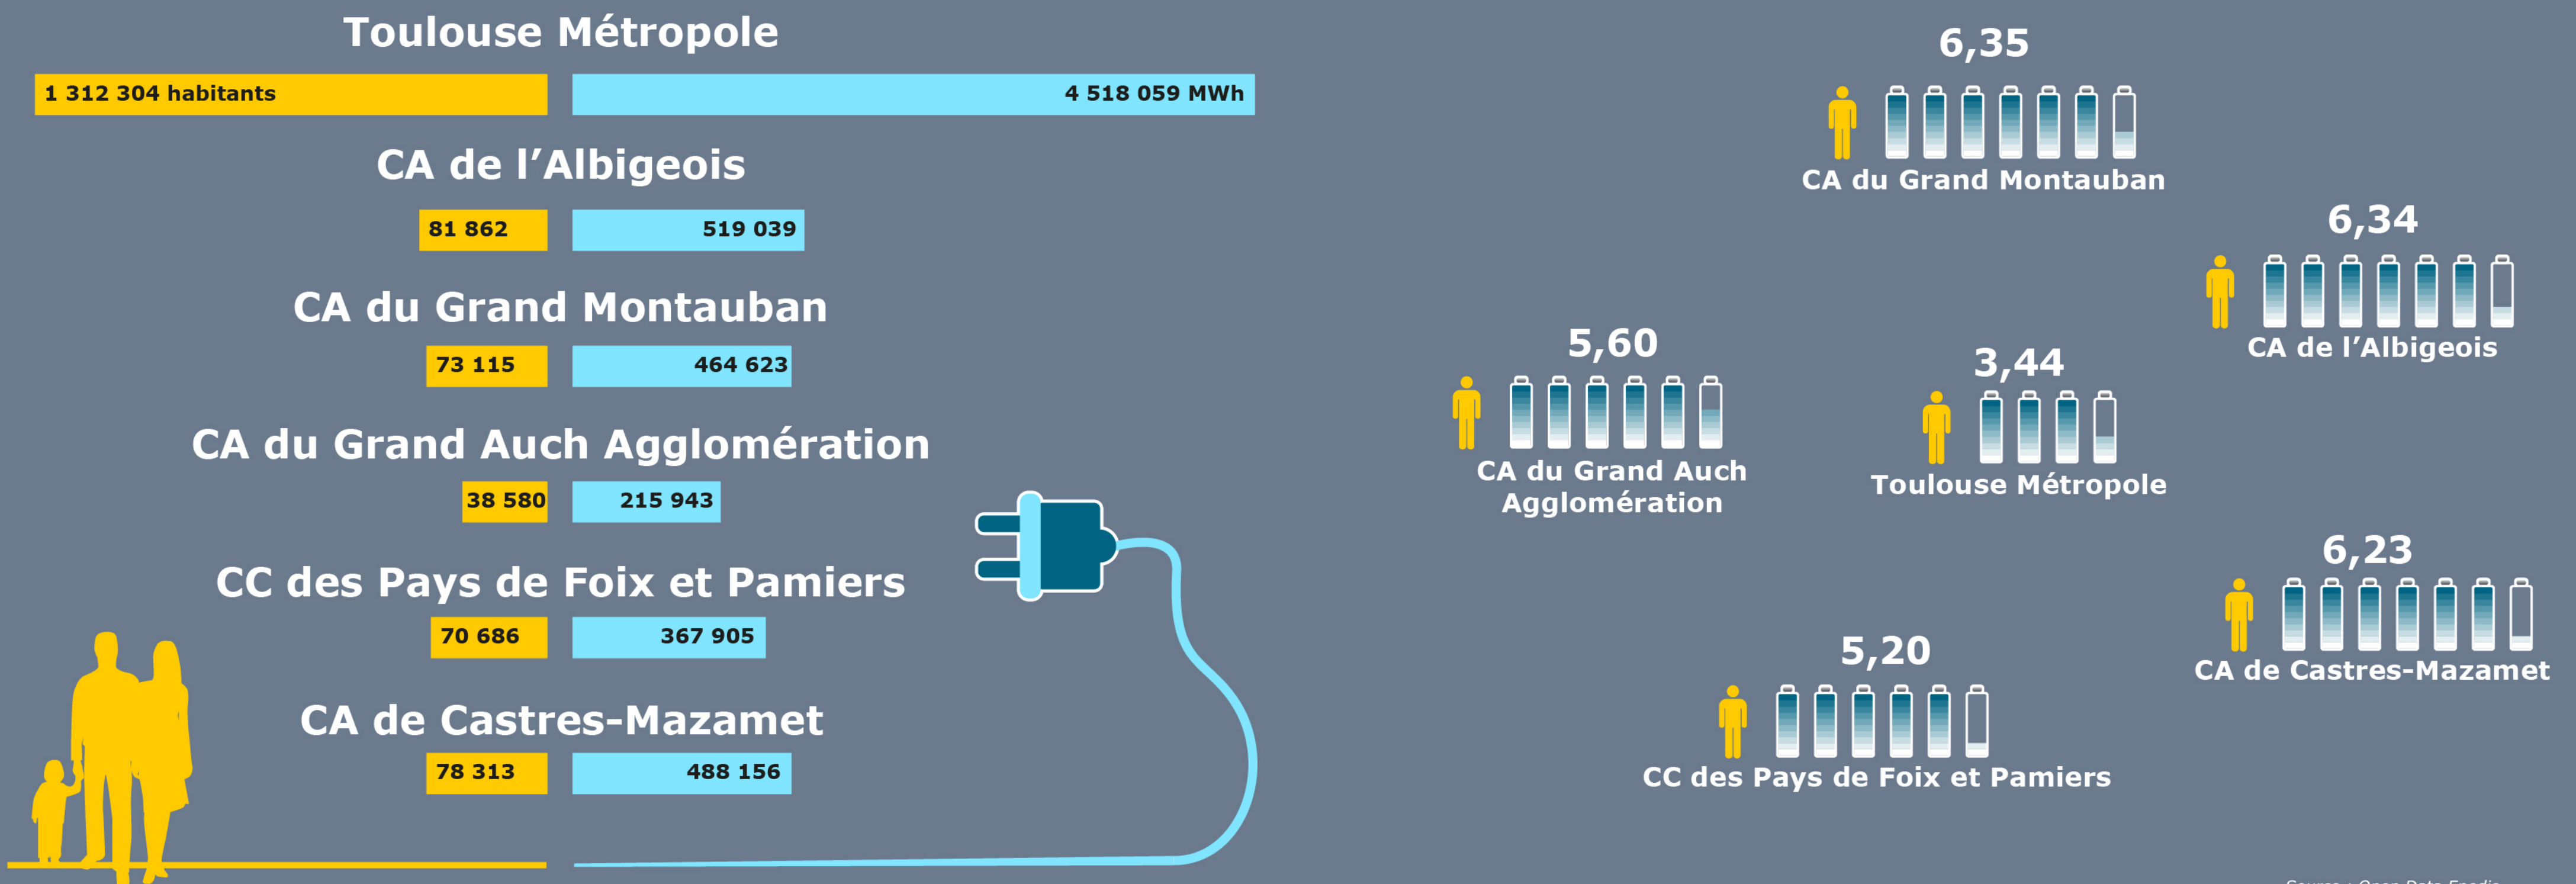 Toulouse Métropole
1 312 304 habitants
4 518 059 MWh
CA de l’Albigeois
81 862
519 039
CA du Grand Montauban
73 115
464 623
CA du Grand Auch Agglomération
38 580
215 943
CC des Pays de Foix et Pamiers
70 686
367 905
CA de Castres-Mazamet
78 313
488 156
6,35
CA du Grand Montauban
6,34
CA de l’Albigeois
5,60
CA du Grand Auch
Agglomération
3,44
Toulouse Métropole
6,23
CA de Castres-Mazamet
5,20
CC des Pays de Foix et Pamiers
Source : Open Data Enedis